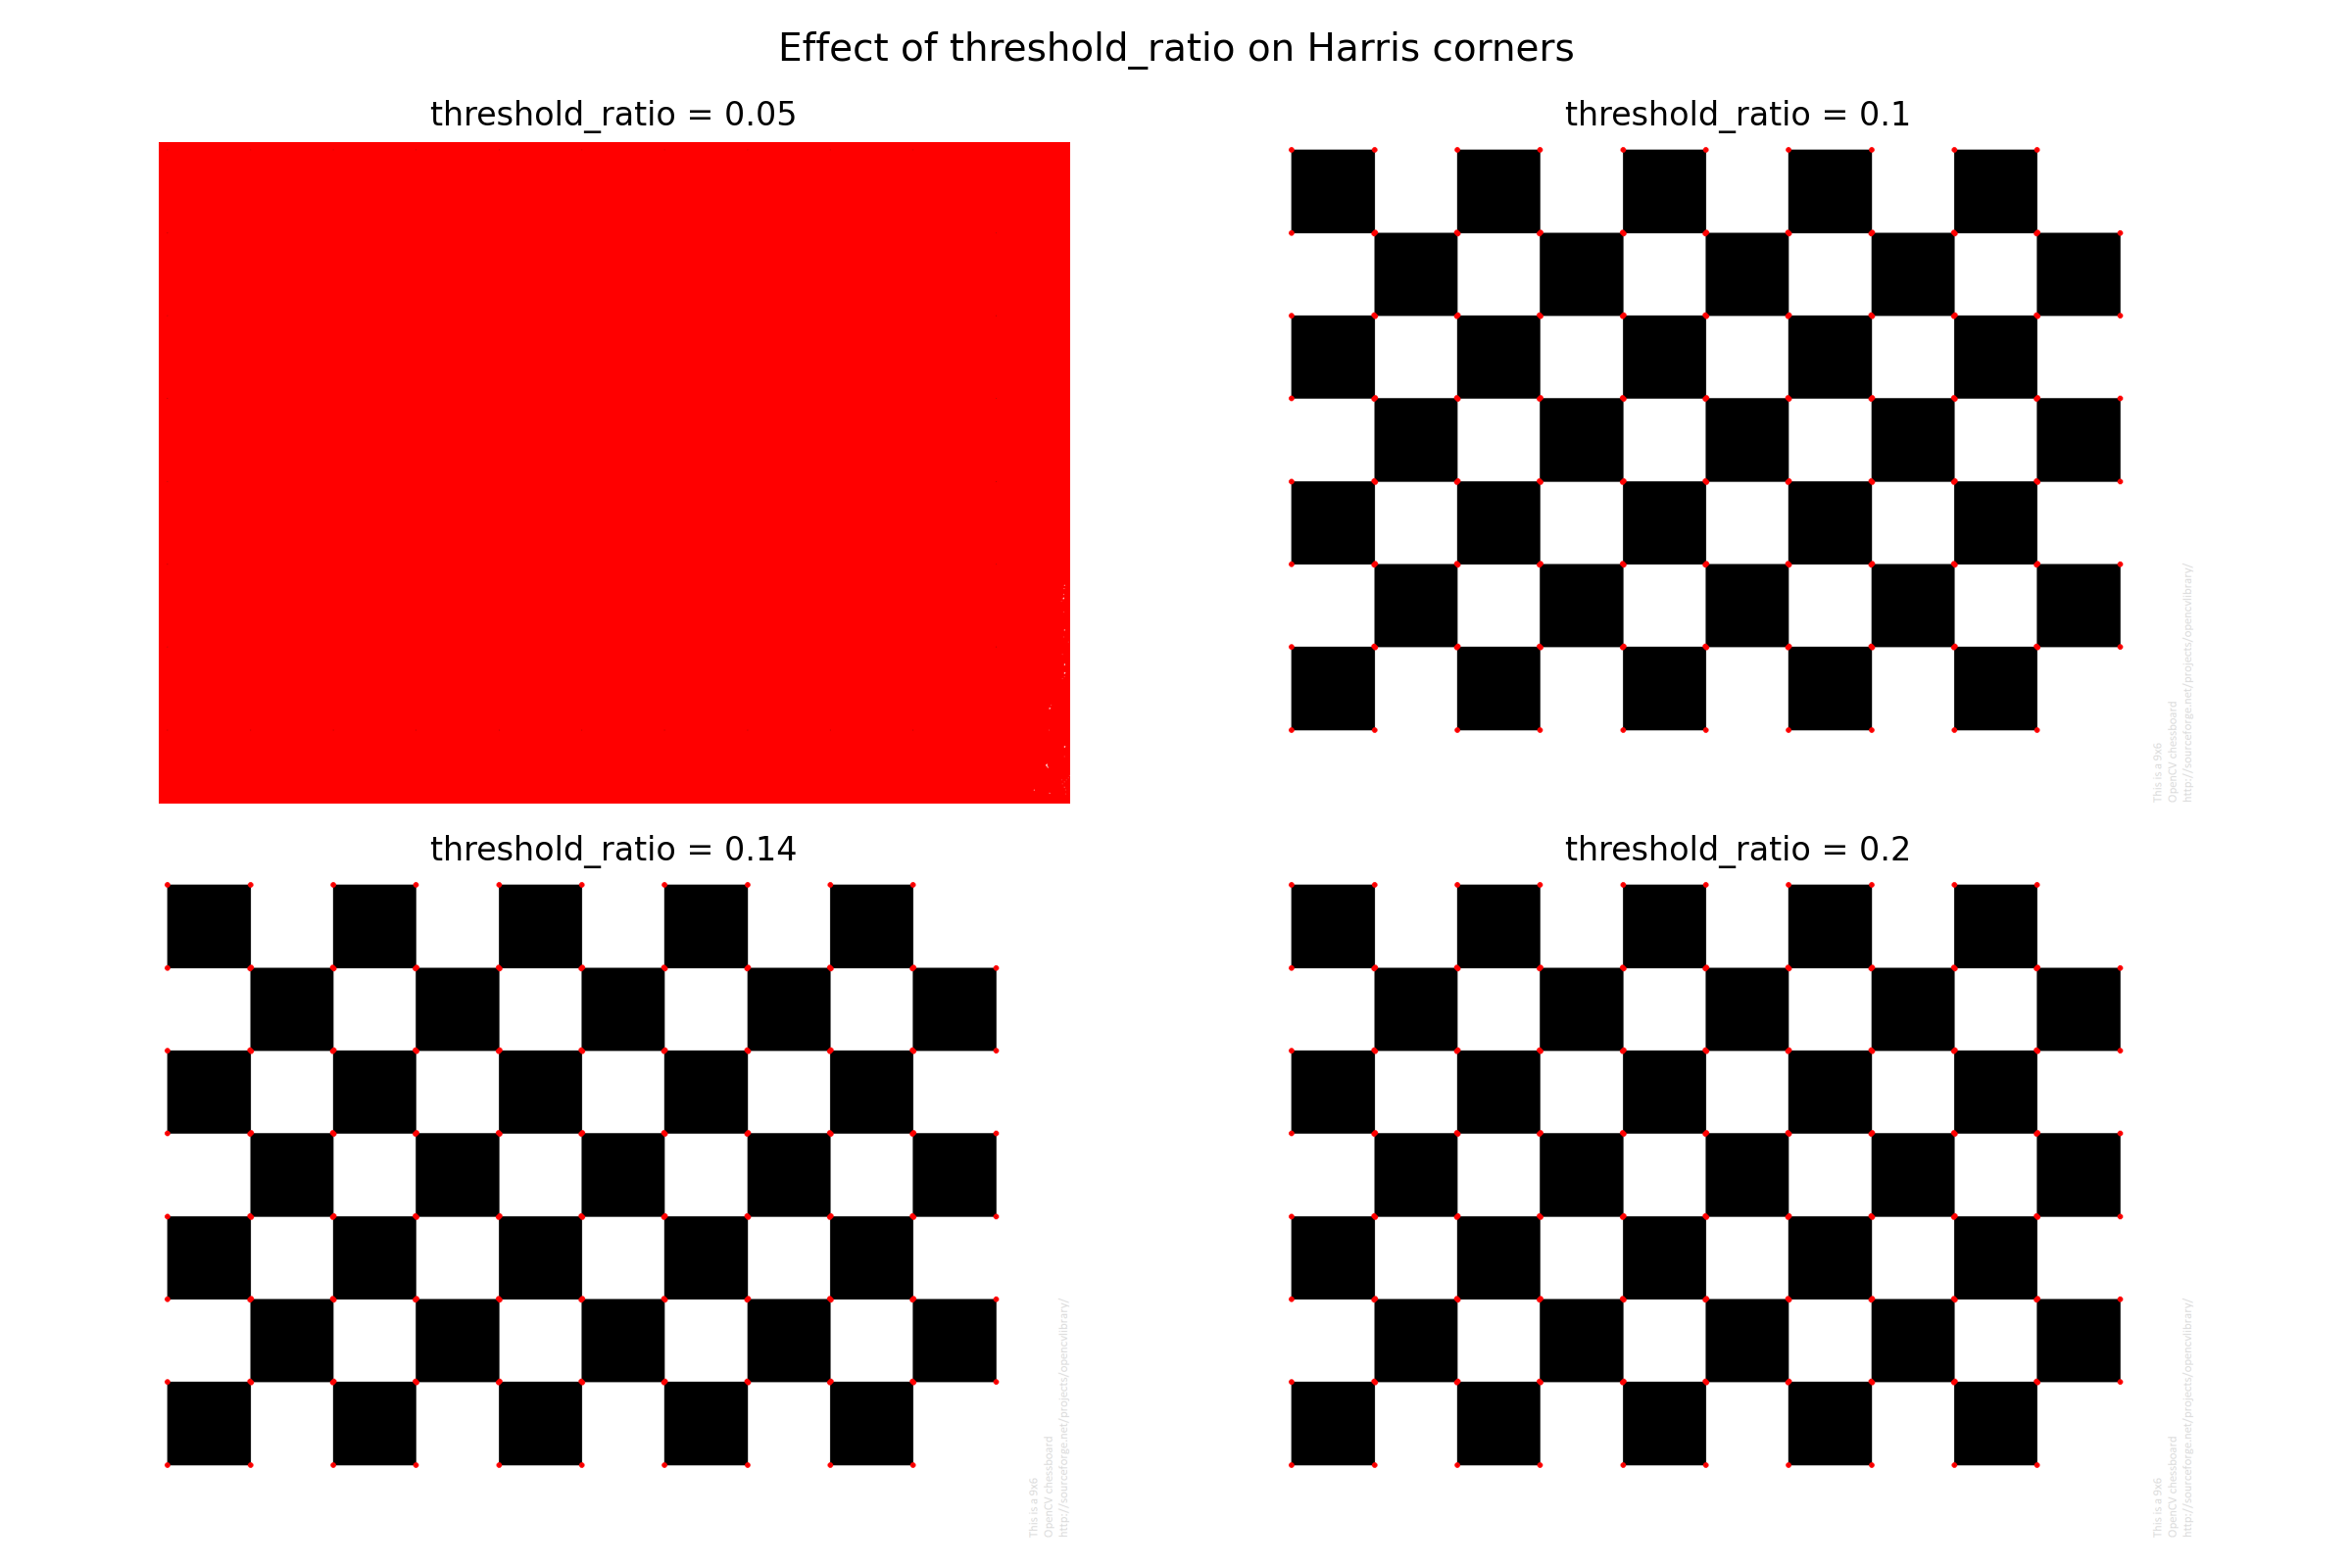 Effect of threshold_ratio on Harris corners
threshold_ratio = 0.05
threshold_ratio = 0.1
This is a 9x6
OpenCV chessboard
http://sourceforge.net/projects/opencvlibrary/
threshold_ratio = 0.14
This is a 9x6
OpenCV chessboard
http://sourceforge.net/projects/opencvlibrary/
threshold_ratio = 0.2
This is a 9x6
OpenCV chessboard
http://sourceforge.net/projects/opencvlibrary/